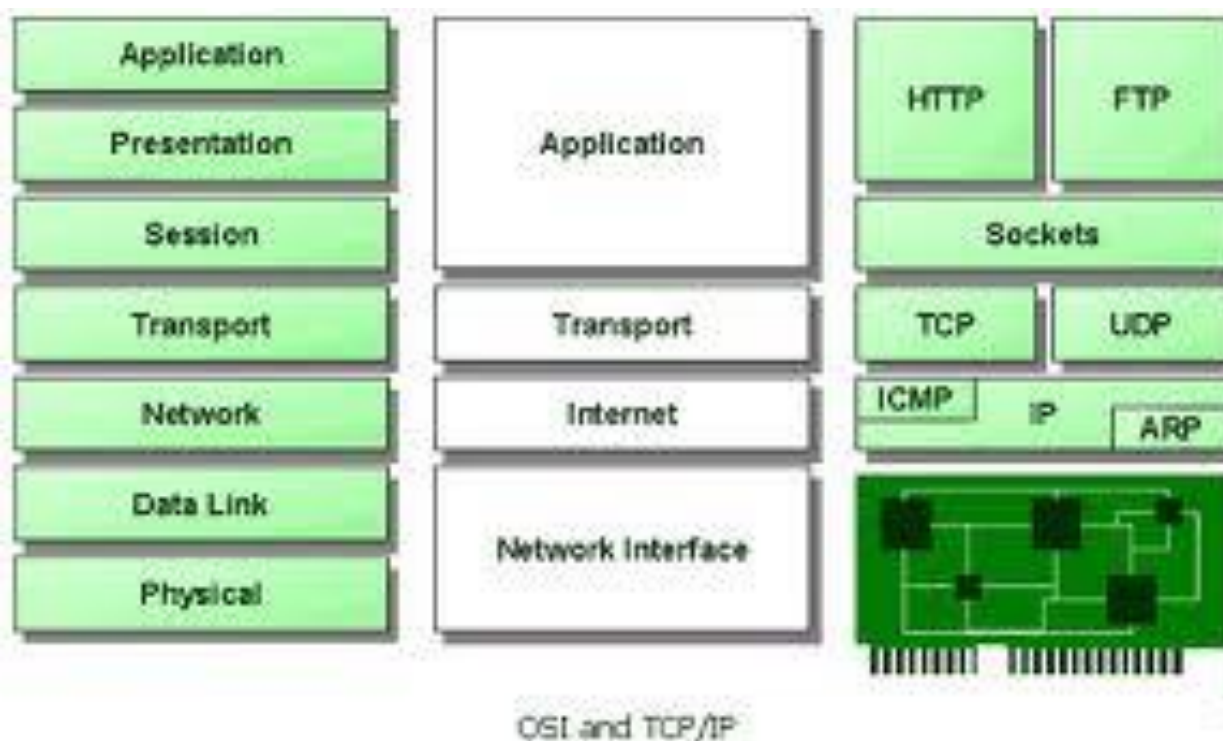 Application
Presentation
Session
Transport
Network
Data Link
Physical
Application
Transport
Internet
Network Interface
HTTP FTP
Sockets
TCP UDP
ICMP IP ARP
OSI and TCP/IP